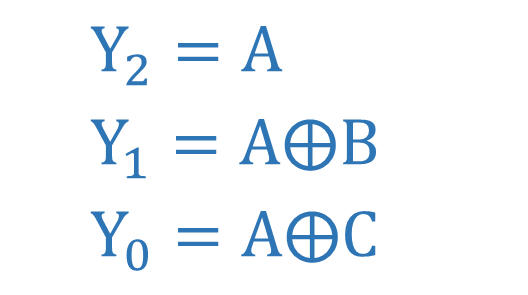 Y₂ = A
Y₁ = A⊕B
Y₀ = A⊕C